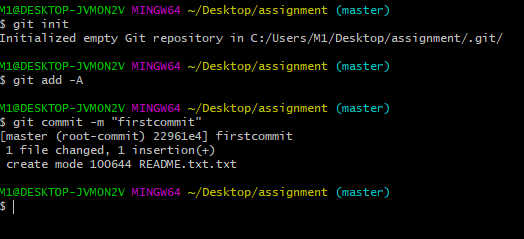 M1@DESKTOP-JVMON2V MINGW64 ~/Desktop/assignment (master)
$ git init
Initialized empty Git repository in C:/Users/M1/Desktop/assignment/.git/
M1@DESKTOP-JVMON2V MINGW64 ~/Desktop/assignment (master)
$ git add -A
M1@DESKTOP-JVMON2V MINGW64 ~/Desktop/assignment (master)
$ git commit -m "firstcommit"
[master (root-commit) 22961e4] firstcommit
1 file changed, 1 insertion(+)
create mode 100644 README.txt.txt
M1@DESKTOP-JVMON2V MINGW64 ~/Desktop/assignment (master)
$